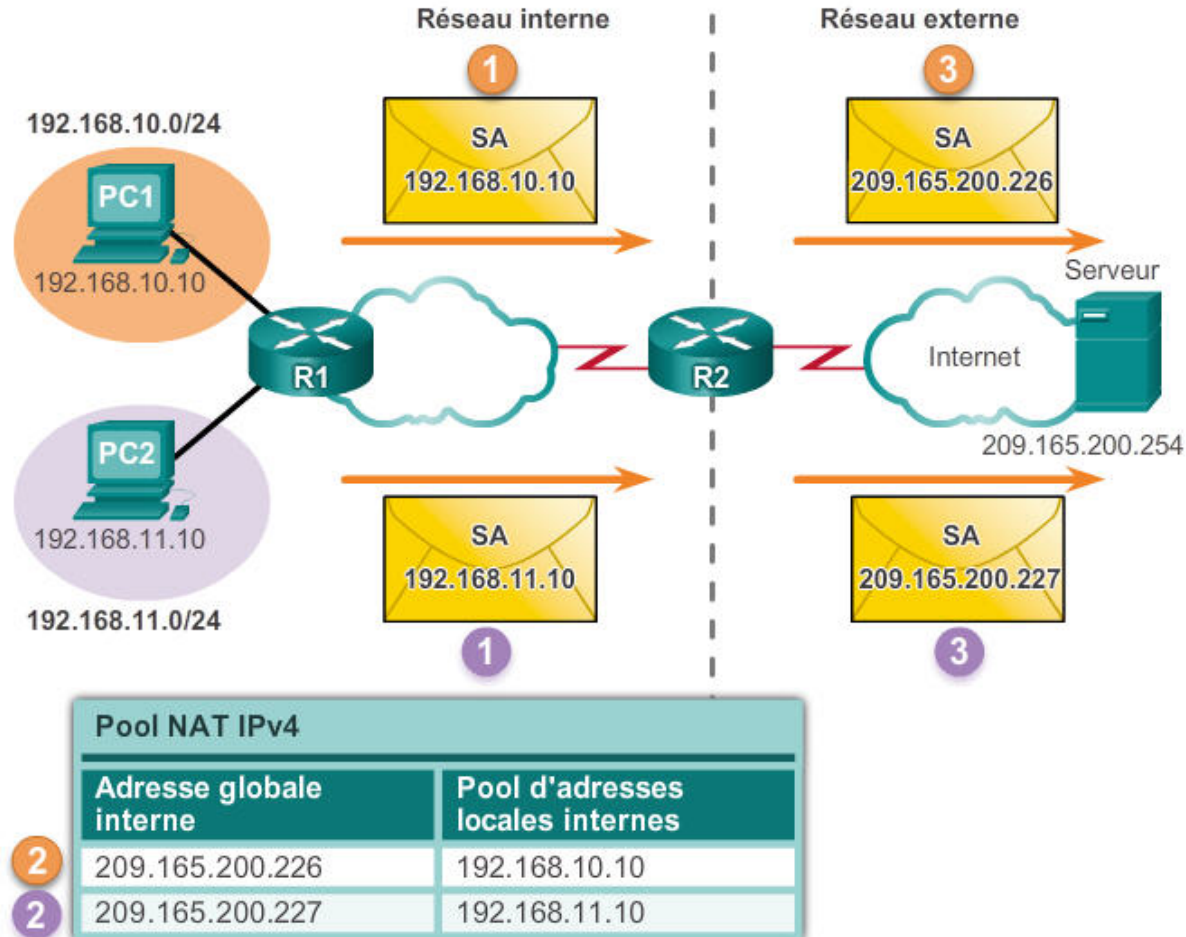 Réseau interne
Réseau externe
1
3
192.168.10.0/24
SA
192.168.10.10
SA
209.165.200.226
PC1
192.168.10.10
Serveur
R1
R2
Internet
PC2
192.168.11.10
209.165.200.254
SA
192.168.11.10
SA
209.165.200.227
192.168.11.0/24
1
3
Pool NAT IPv4
Adresse globale interne
Pool d'adresses locales internes
2
209.165.200.226
192.168.10.10
2
209.165.200.227
192.168.11.10